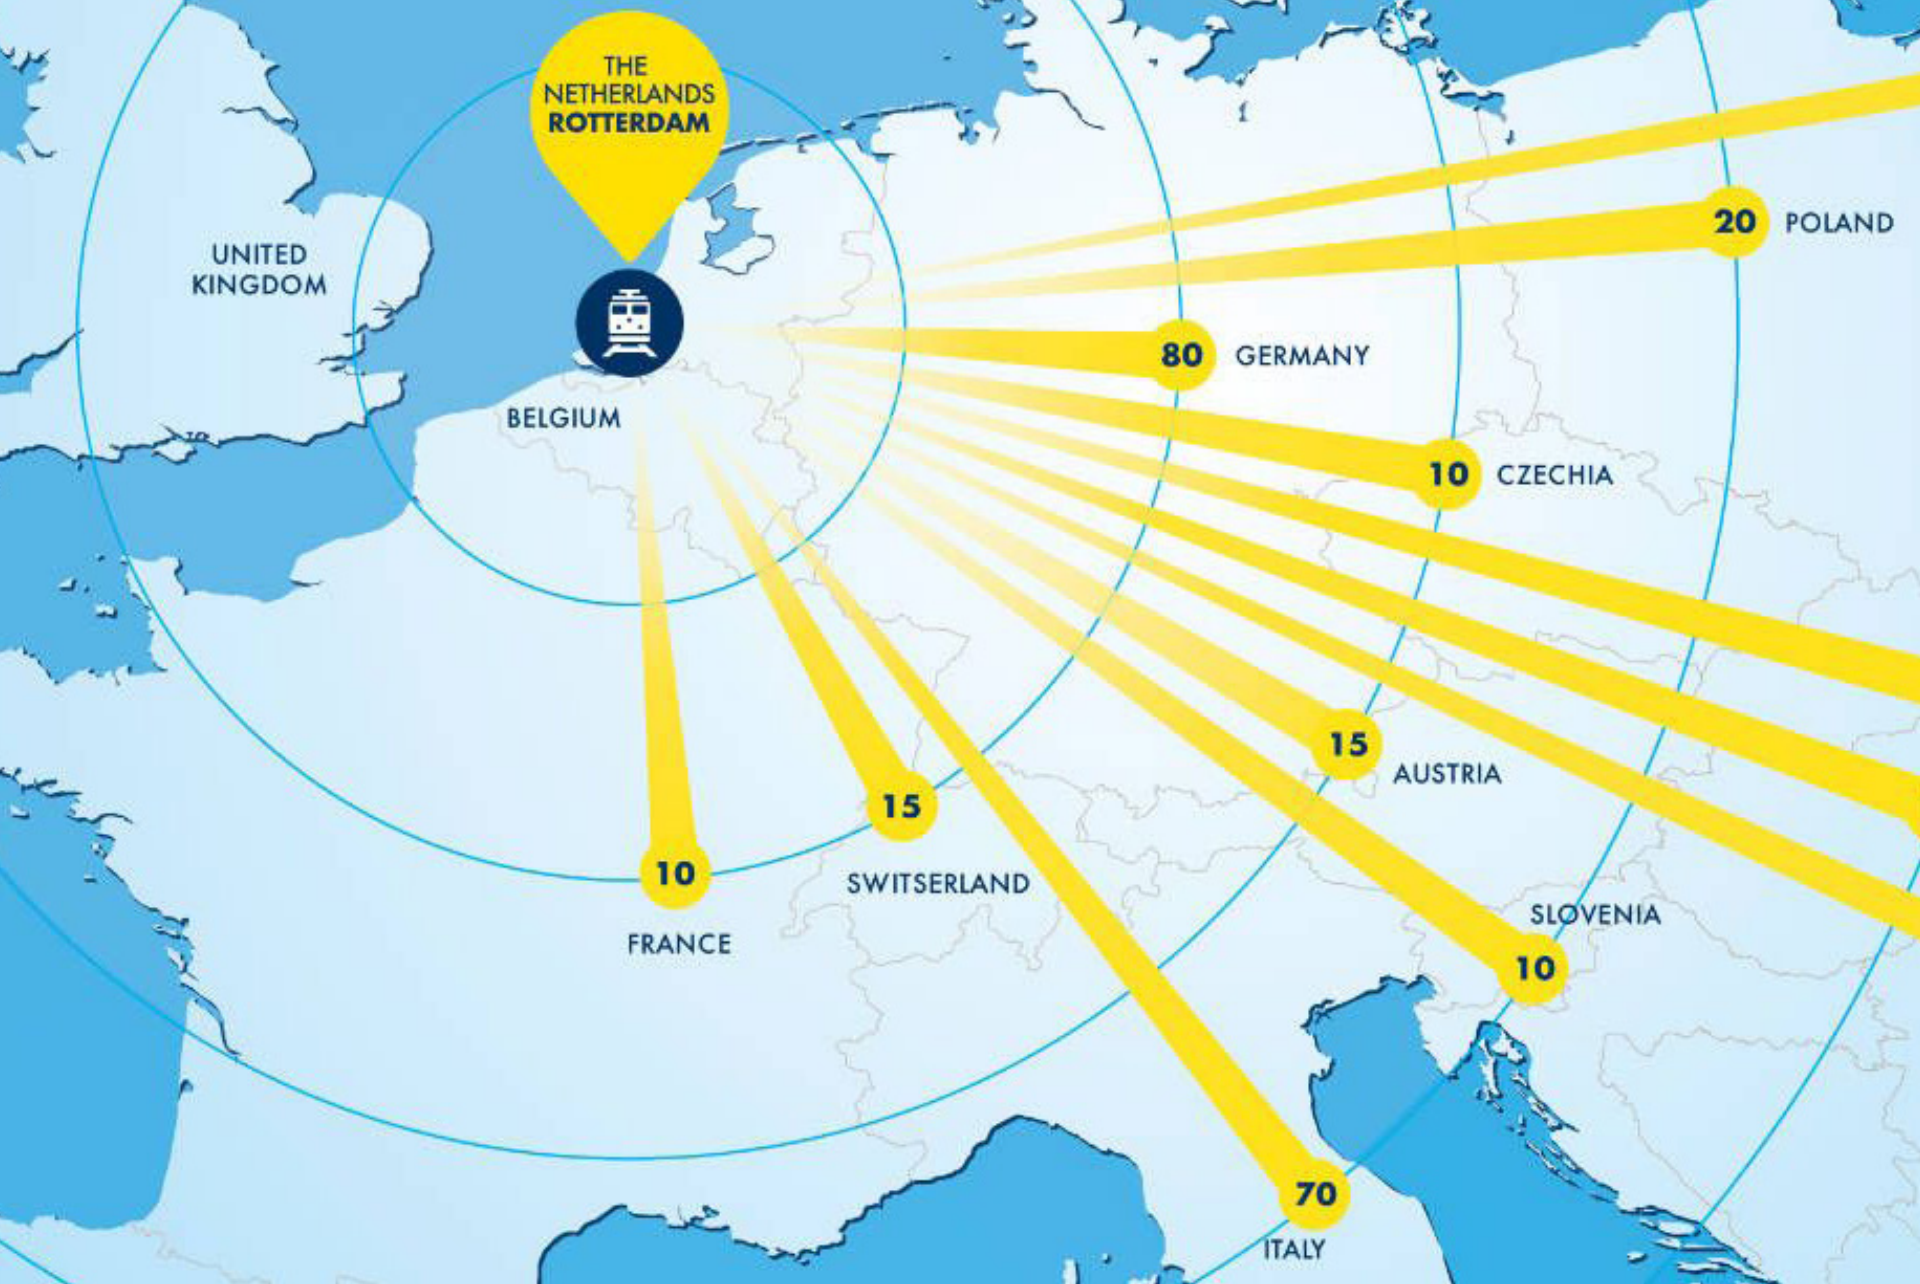 THE
NETHERLANDS
ROTTERDAM
20 POLAND
UNITED
KINGDOM
80 GERMANY
BELGIUM
10 CZECHIA
15
AUSTRIA
15
SWITSERLAND
10
FRANCE
SLOVENIA
10
70
ITALY